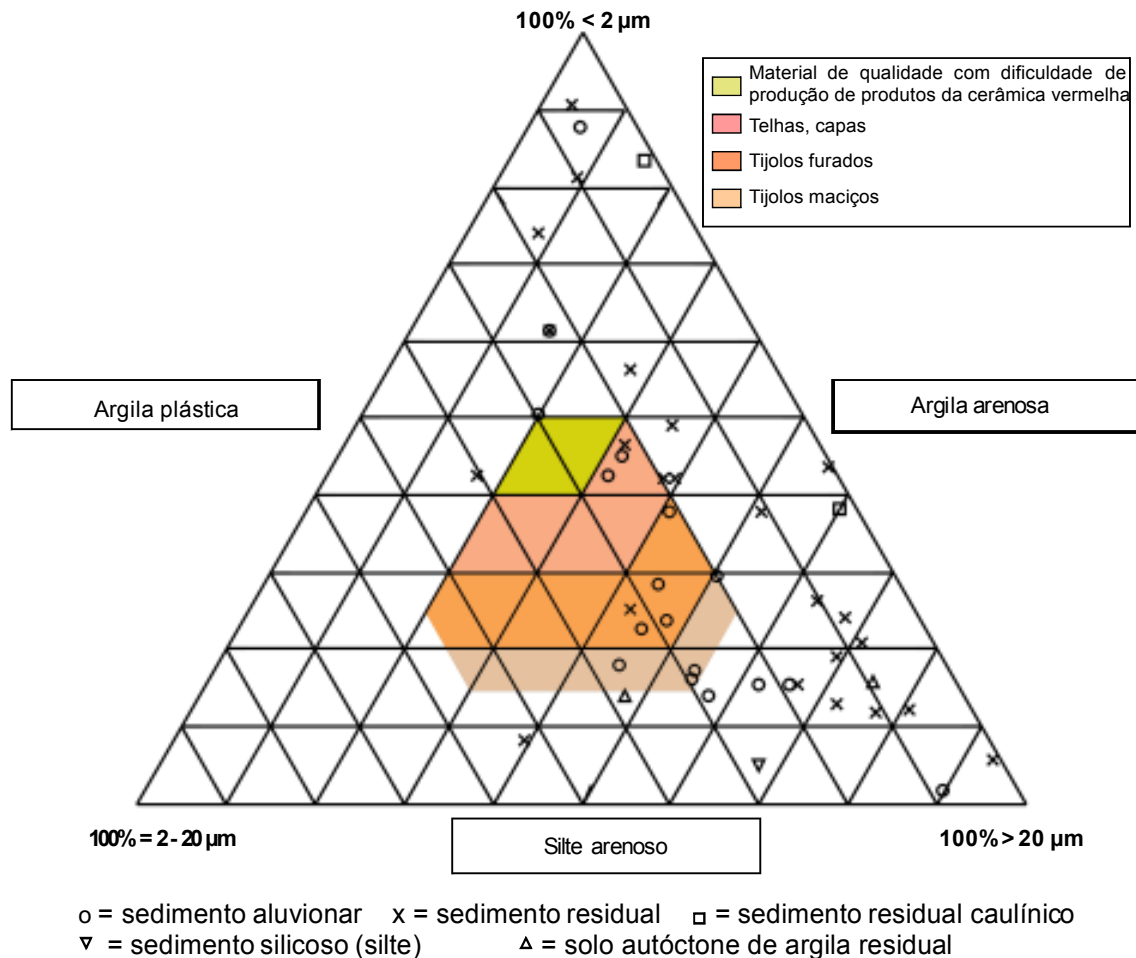 100% < 2 µm
Material de qualidade com dificuldade de
produção de produtos da cerâmica vermelha
Telhas, capas
Tijolos furados
Tijolos maciços
Argila plástica
Argila arenosa
100% = 2 - 20 µm
Silte arenoso
100% > 20 µm
o = sedimento aluvionar x = sedimento residual □ = sedimento residual caulínico
▽ = sedimento silicoso (silte) △ = solo autóctone de argila residual